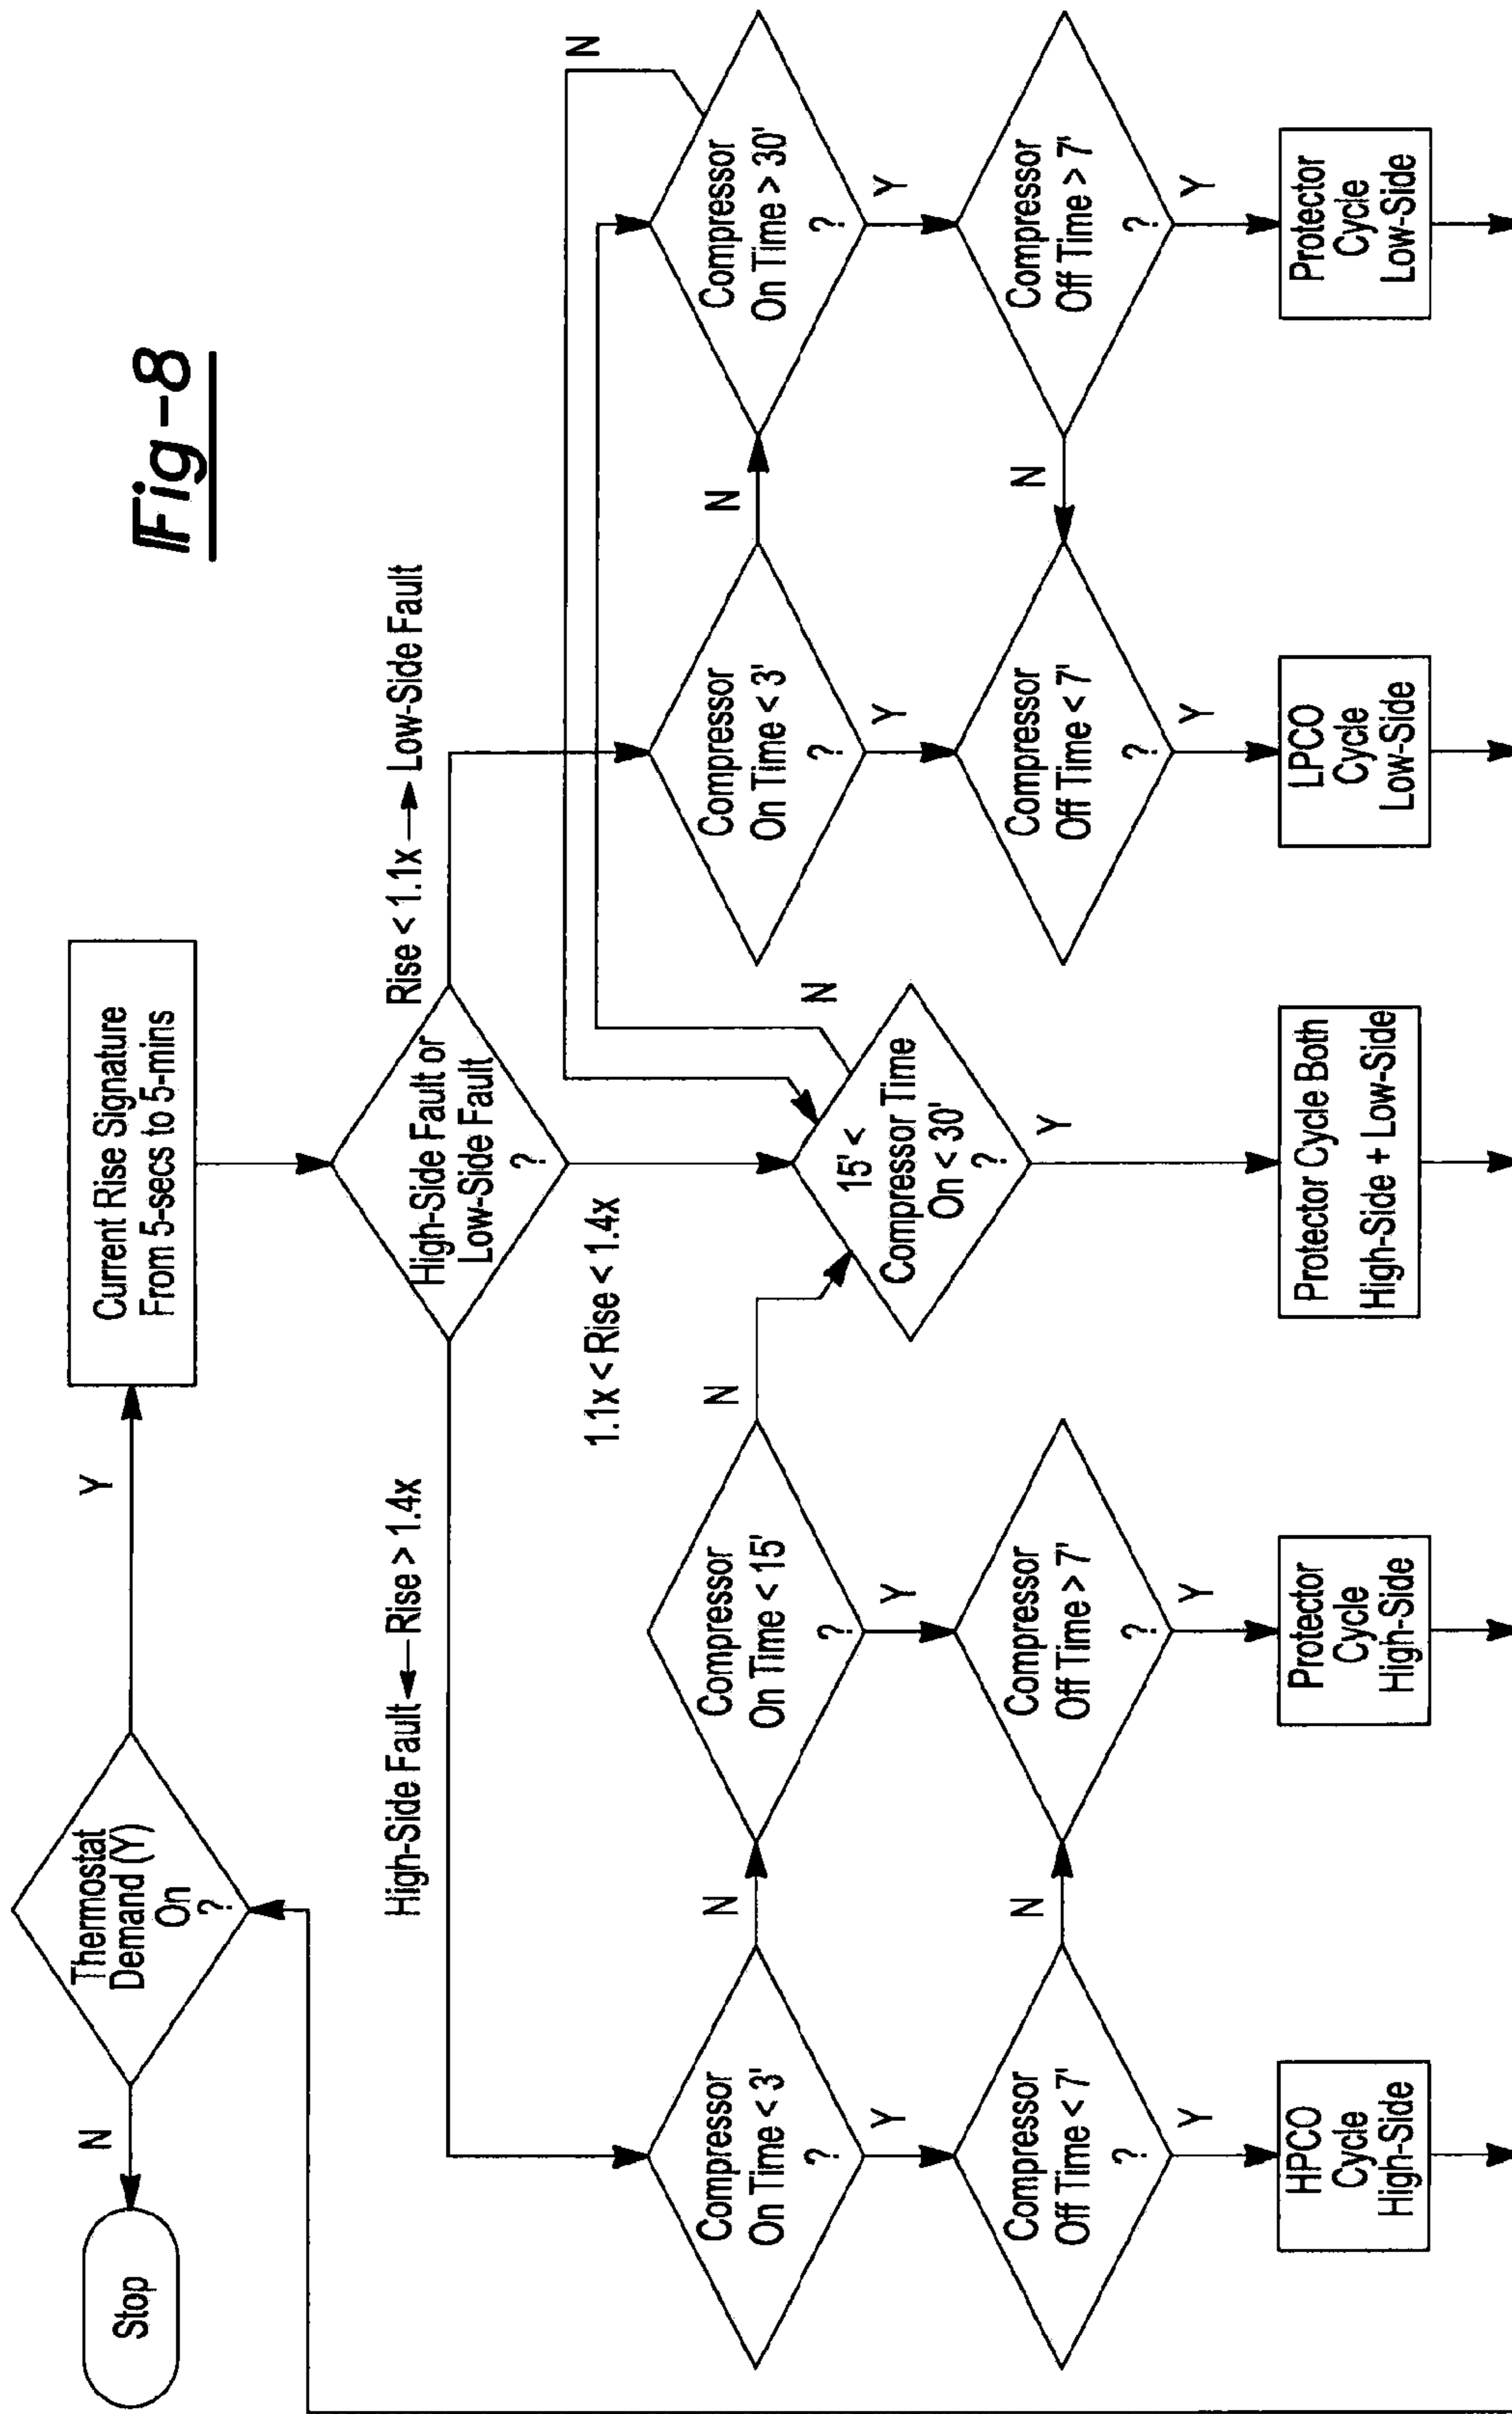 Fig-8
Stop
N
Thermostat
Demand (Y)
On
?
Y
Current Rise Signature
From 5-secs to 5-mins
High-Side Fault or
Low-Side Fault
?
High-Side Fault ← Rise > 1.4x
Rise < 1.1x → Low-Side Fault
1.1x < Rise < 1.4x
Compressor
On Time < 3'
?
N
Y
Compressor
On Time < 15'
?
N
Y
15' <
Compressor Time
On < 30'
?
N
Y
Compressor
On Time < 3'
?
N
Y
Compressor
On Time > 30'
?
N
Y
Compressor
Off Time < 7'
?
N
Y
Compressor
Off Time > 7'
?
Y
Compressor
Off Time < 7'
?
Y
Compressor
Off Time > 7'
?
N
Y
HPCO
Cycle
High-Side
Protector
Cycle
High-Side
Protector Cycle Both
High-Side + Low-Side
LPCO
Cycle
Low-Side
Protector
Cycle
Low-Side